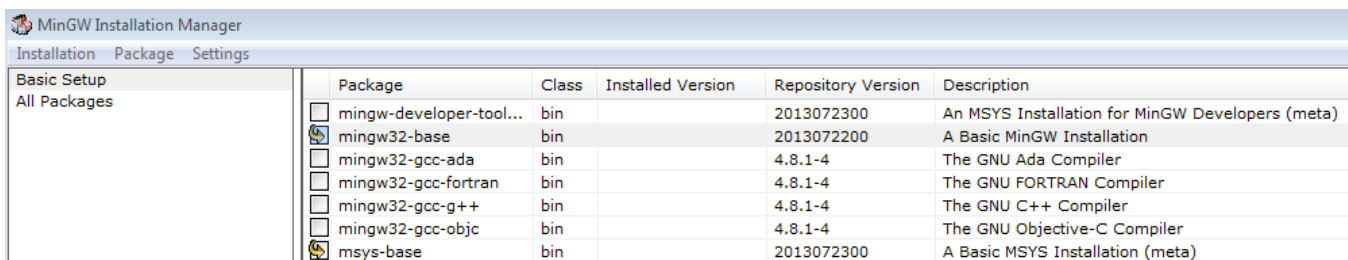 MinGW Installation Manager
Installation Package Settings
Basic Setup
All Packages
Package Class Installed Version Repository Version Description
mingw-developer-tool... bin 2013072300 An MSYS Installation for MinGW Developers (meta)
mingw32-base bin 2013072200 A Basic MinGW Installation
mingw32-gcc-ada bin 4.8.1-4 The GNU Ada Compiler
mingw32-gcc-fortran bin 4.8.1-4 The GNU FORTRAN Compiler
mingw32-gcc-g++ bin 4.8.1-4 The GNU C++ Compiler
mingw32-gcc-objc bin 4.8.1-4 The GNU Objective-C Compiler
msys-base bin 2013072300 A Basic MSYS Installation (meta)